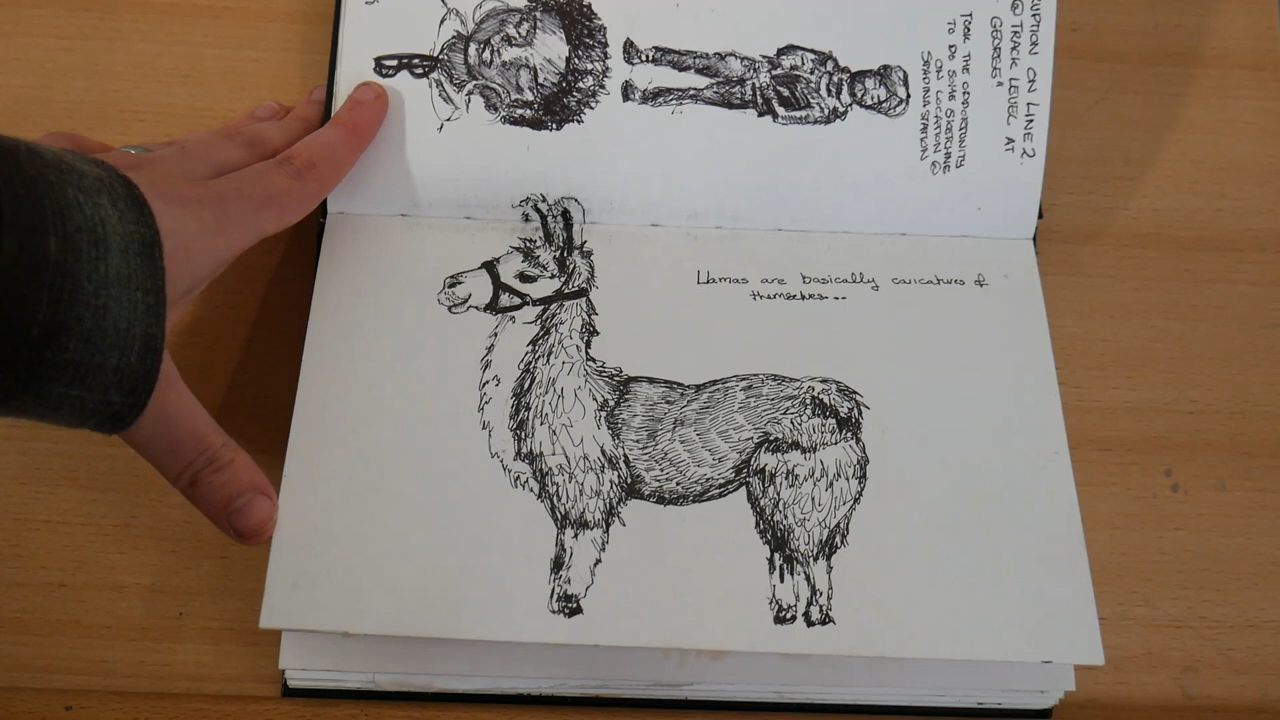 RUPTION ON LINE 2.
@ TRACK LEVEL AT
GEORGE"
TOOK THE OPPORTUNITY
TO DO SOME SKETCHING
ON LOCATION @
SPADINA STATION
Llamas are basically caricatures of
themselves...